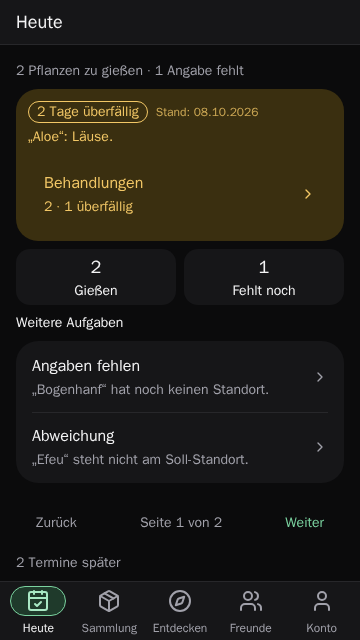 Heute
2 Pflanzen zu gießen · 1 Angabe fehlt
2 Tage überfällig Stand: 08.10.2026
„Aloe“: Läuse.
Behandlungen
2 · 1 überfällig
2
Gießen
1
Fehlt noch
Weitere Aufgaben
Angaben fehlen
„Bogenhanf“ hat noch keinen Standort.
Abweichung
„Efeu“ steht nicht am Soll-Standort.
Zurück Seite 1 von 2 Weiter
2 Termine später
Heute Sammlung Entdecken Freunde Konto